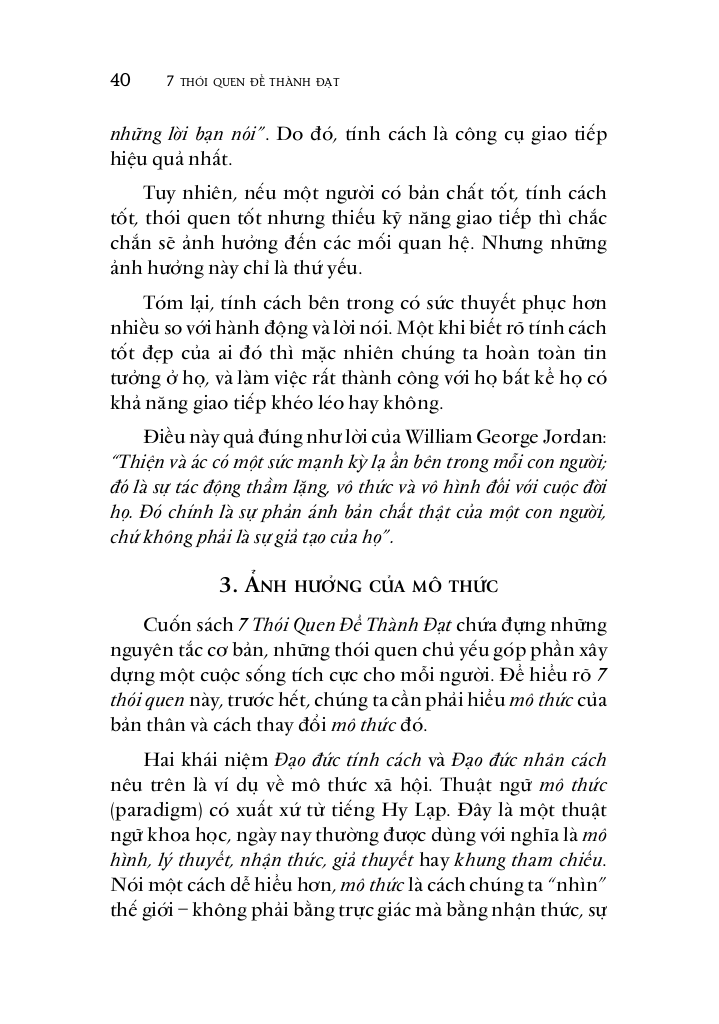 40 7 THÓI QUEN ĐỂ THÀNH ĐẠT
những lời bạn nói”. Do đó, tính cách là công cụ giao tiếp
hiệu quả nhất.
Tuy nhiên, nếu một người có bản chất tốt, tính cách
tốt, thói quen tốt nhưng thiếu kỹ năng giao tiếp thì chắc
chắn sẽ ảnh hưởng đến các mối quan hệ. Nhưng những
ảnh hưởng này chỉ là thứ yếu.
Tóm lại, tính cách bên trong có sức thuyết phục hơn
nhiều so với hành động và lời nói. Một khi biết rõ tính cách
tốt đẹp của ai đó thì mặc nhiên chúng ta hoàn toàn tin
tưởng ở họ, và làm việc rất thành công với họ bất kể họ có
khả năng giao tiếp khéo léo hay không.
Điều này quả đúng như lời của William George Jordan:
“Thiện và ác có một sức mạnh kỳ lạ ẩn bên trong mỗi con người;
đó là sự tác động thầm lặng, vô thức và vô hình đối với cuộc đời
họ. Đó chính là sự phản ánh bản chất thật của một con người,
chứ không phải là sự giả tạo của họ”.
3. ẢNH HƯỞNG CỦA MÔ THỨC
Cuốn sách 7 Thói Quen Để Thành Đạt chứa đựng những
nguyên tắc cơ bản, những thói quen chủ yếu góp phần xây
dựng một cuộc sống tích cực cho mỗi người. Để hiểu rõ 7
thói quen này, trước hết, chúng ta cần phải hiểu mô thức của
bản thân và cách thay đổi mô thức đó.
Hai khái niệm Đạo đức tính cách và Đạo đức nhân cách
nêu trên là ví dụ về mô thức xã hội. Thuật ngữ mô thức
(paradigm) có xuất xứ từ tiếng Hy Lạp. Đây là một thuật
ngữ khoa học, ngày nay thường được dùng với nghĩa là mô
hình, lý thuyết, nhận thức, giả thuyết hay khung tham chiếu.
Nói một cách dễ hiểu hơn, mô thức là cách chúng ta “nhìn”
thế giới – không phải bằng trực giác mà bằng nhận thức, sự